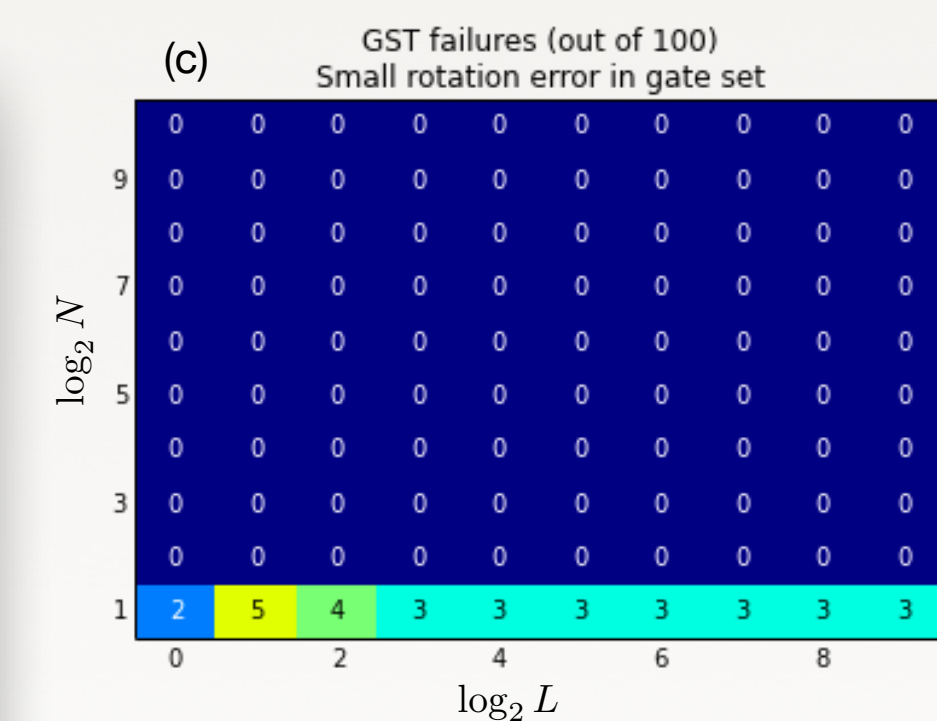 (c)
GST failures (out of 100)
Small rotation error in gate set
0 0 0 0 0 0 0 0 0 0
9 0 0 0 0 0 0 0 0 0 0
0 0 0 0 0 0 0 0 0 0
7 0 0 0 0 0 0 0 0 0 0
0 0 0 0 0 0 0 0 0 0
5 0 0 0 0 0 0 0 0 0 0
0 0 0 0 0 0 0 0 0 0
3 0 0 0 0 0 0 0 0 0 0
0 0 0 0 0 0 0 0 0 0
1 2 5 4 3 3 3 3 3 3 3
0 2 4 6 8
log₂ N
log₂ L